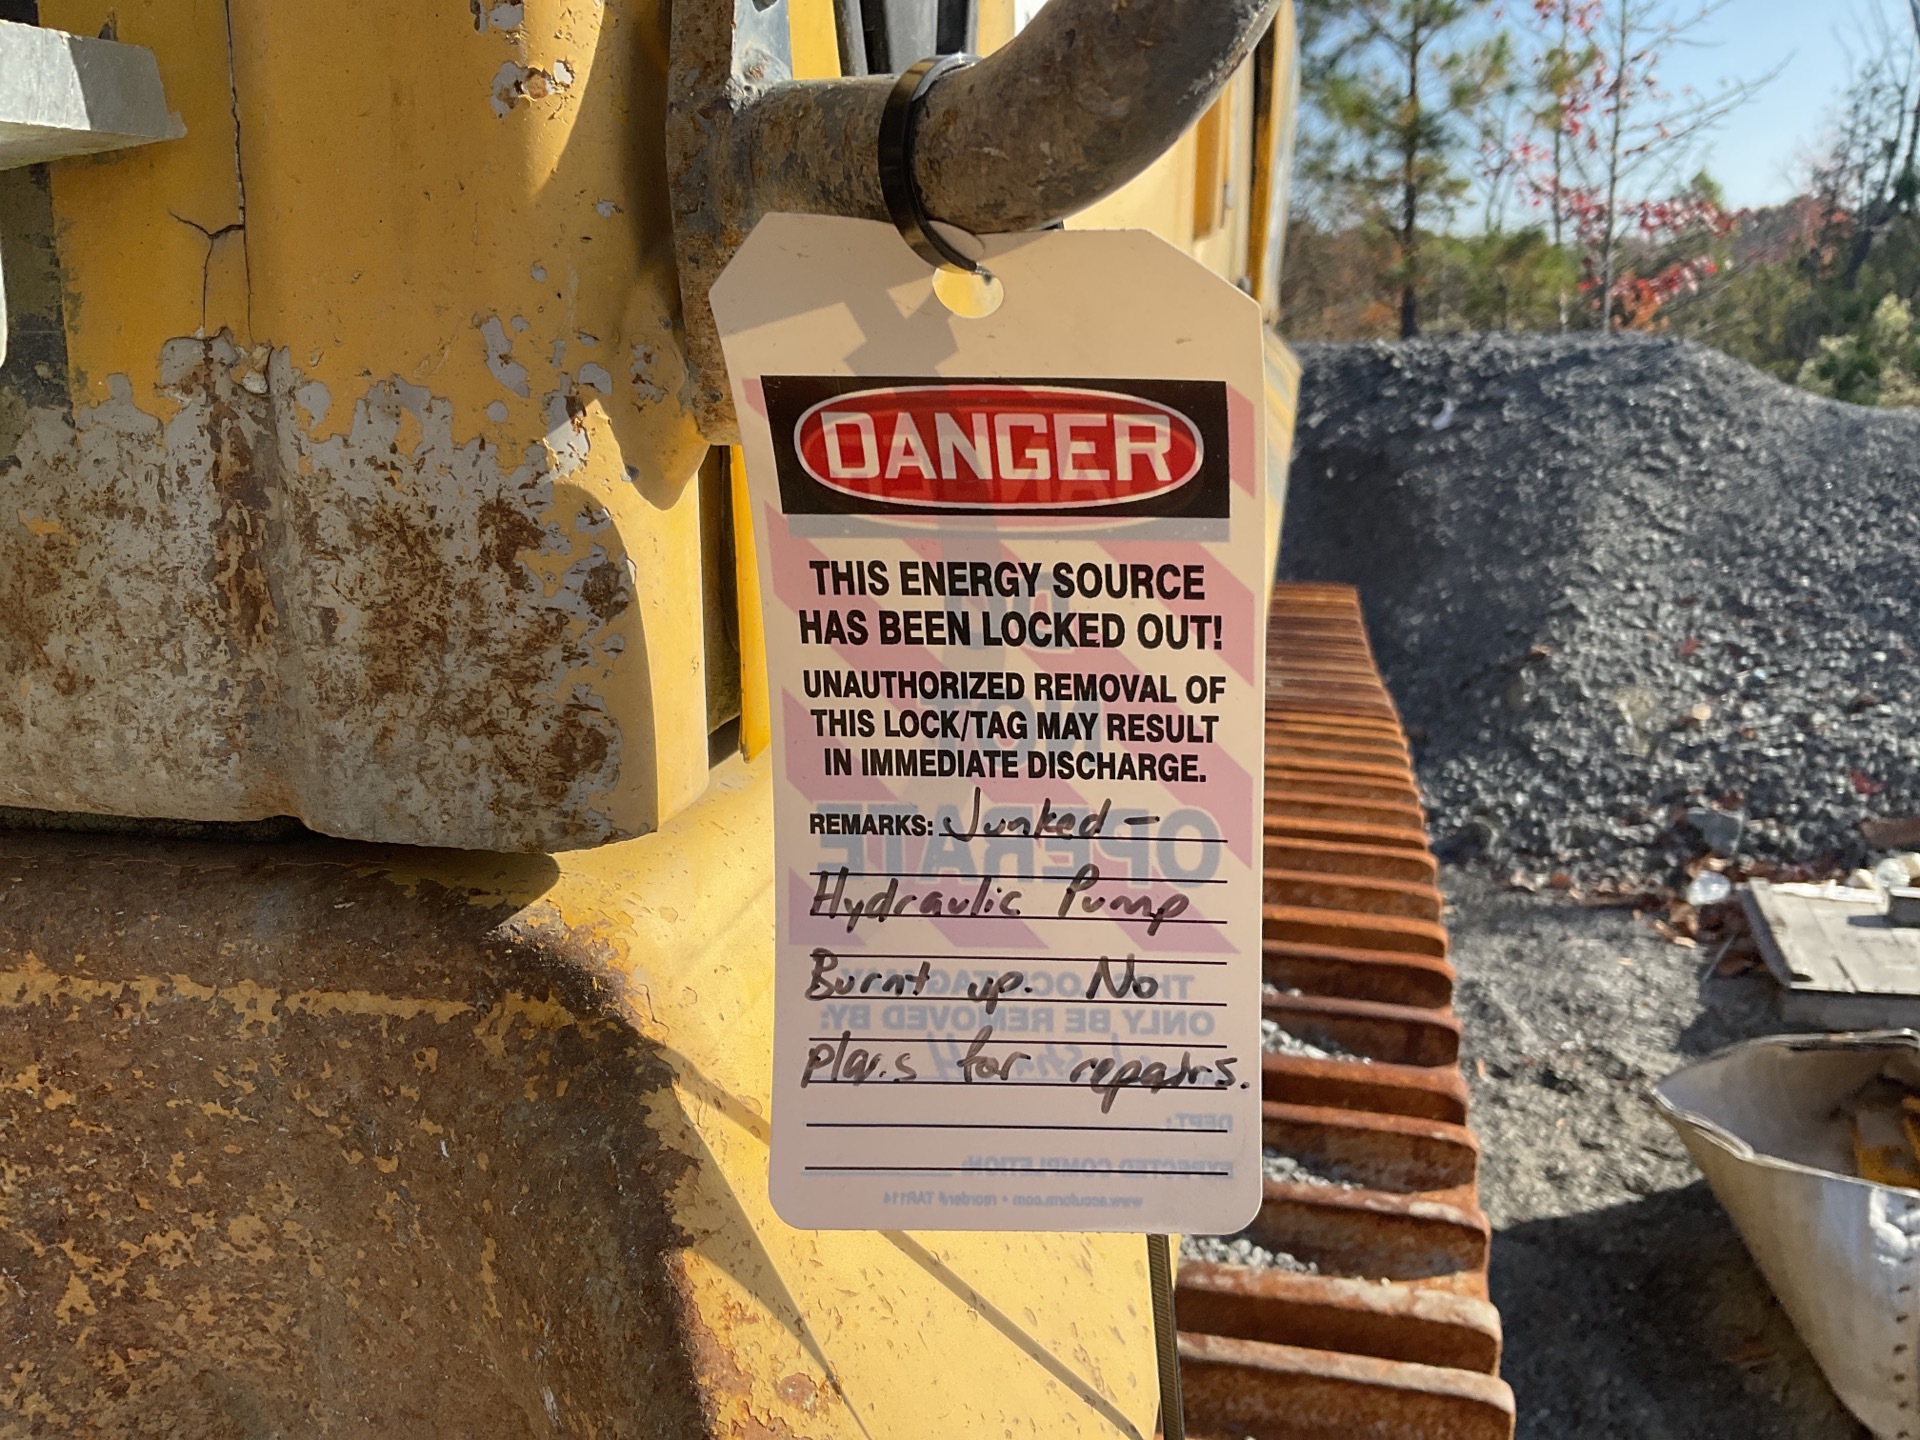 DANGER
THIS ENERGY SOURCE
HAS BEEN LOCKED OUT!
UNAUTHORIZED REMOVAL OF
THIS LOCK/TAG MAY RESULT
IN IMMEDIATE DISCHARGE.
REMARKS: Junked -
Hydraulic Pump
Burnt up. No
plans for repairs.